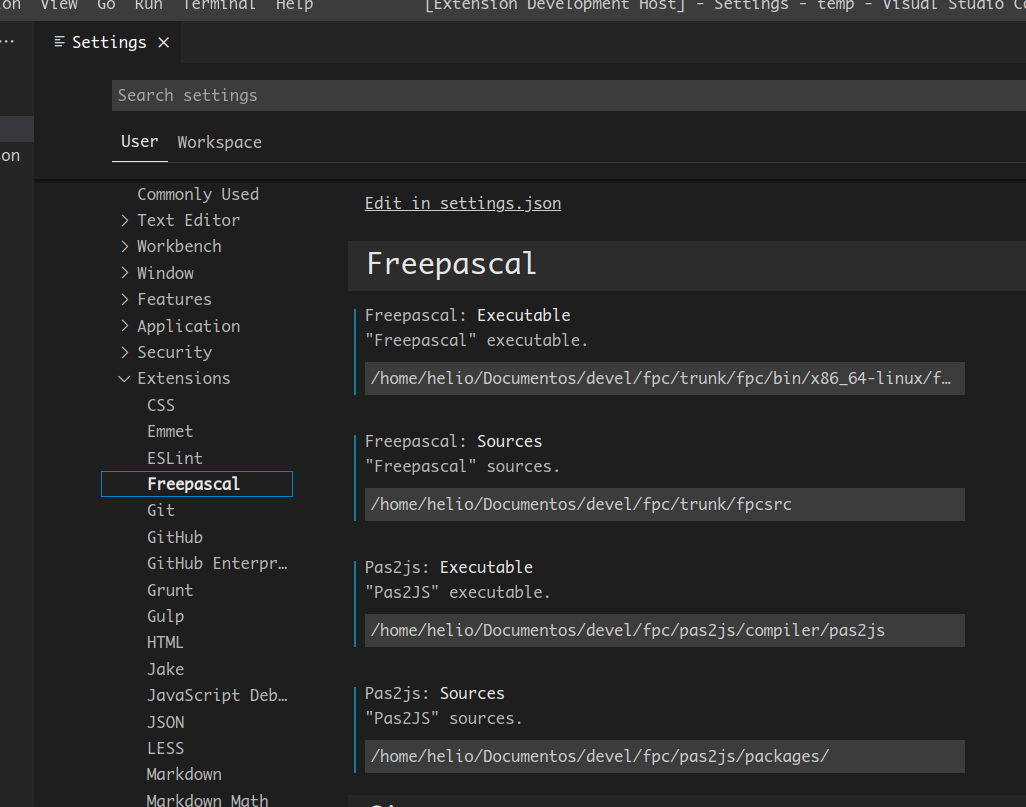 View Go Run Terminal Help [Extension Development Host] - Settings - temp - Visual Studio
Settings
Search settings
User Workspace
Commonly Used
Text Editor
Workbench
Window
Features
Application
Security
Extensions
CSS
Emmet
ESLint
Freepascal
Git
GitHub
GitHub Enterpr…
Grunt
Gulp
HTML
Jake
JavaScript Deb…
JSON
LESS
Markdown
Markdown Math
Edit in settings.json
Freepascal
Freepascal: Executable
"Freepascal" executable.
/home/helio/Documentos/devel/fpc/trunk/fpc/bin/x86_64-linux/f…
Freepascal: Sources
"Freepascal" sources.
/home/helio/Documentos/devel/fpc/trunk/fpcsrc
Pas2js: Executable
"Pas2JS" executable.
/home/helio/Documentos/devel/fpc/pas2js/compiler/pas2js
Pas2js: Sources
"Pas2JS" sources.
/home/helio/Documentos/devel/fpc/pas2js/packages/